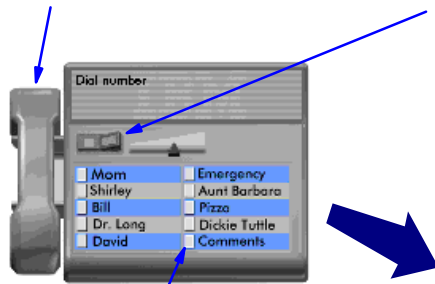 Dial number
Mom Emergency
Shirley Aunt Barbara
Bill Pizza
Dr. Long Dickie Tuttle
David Comments